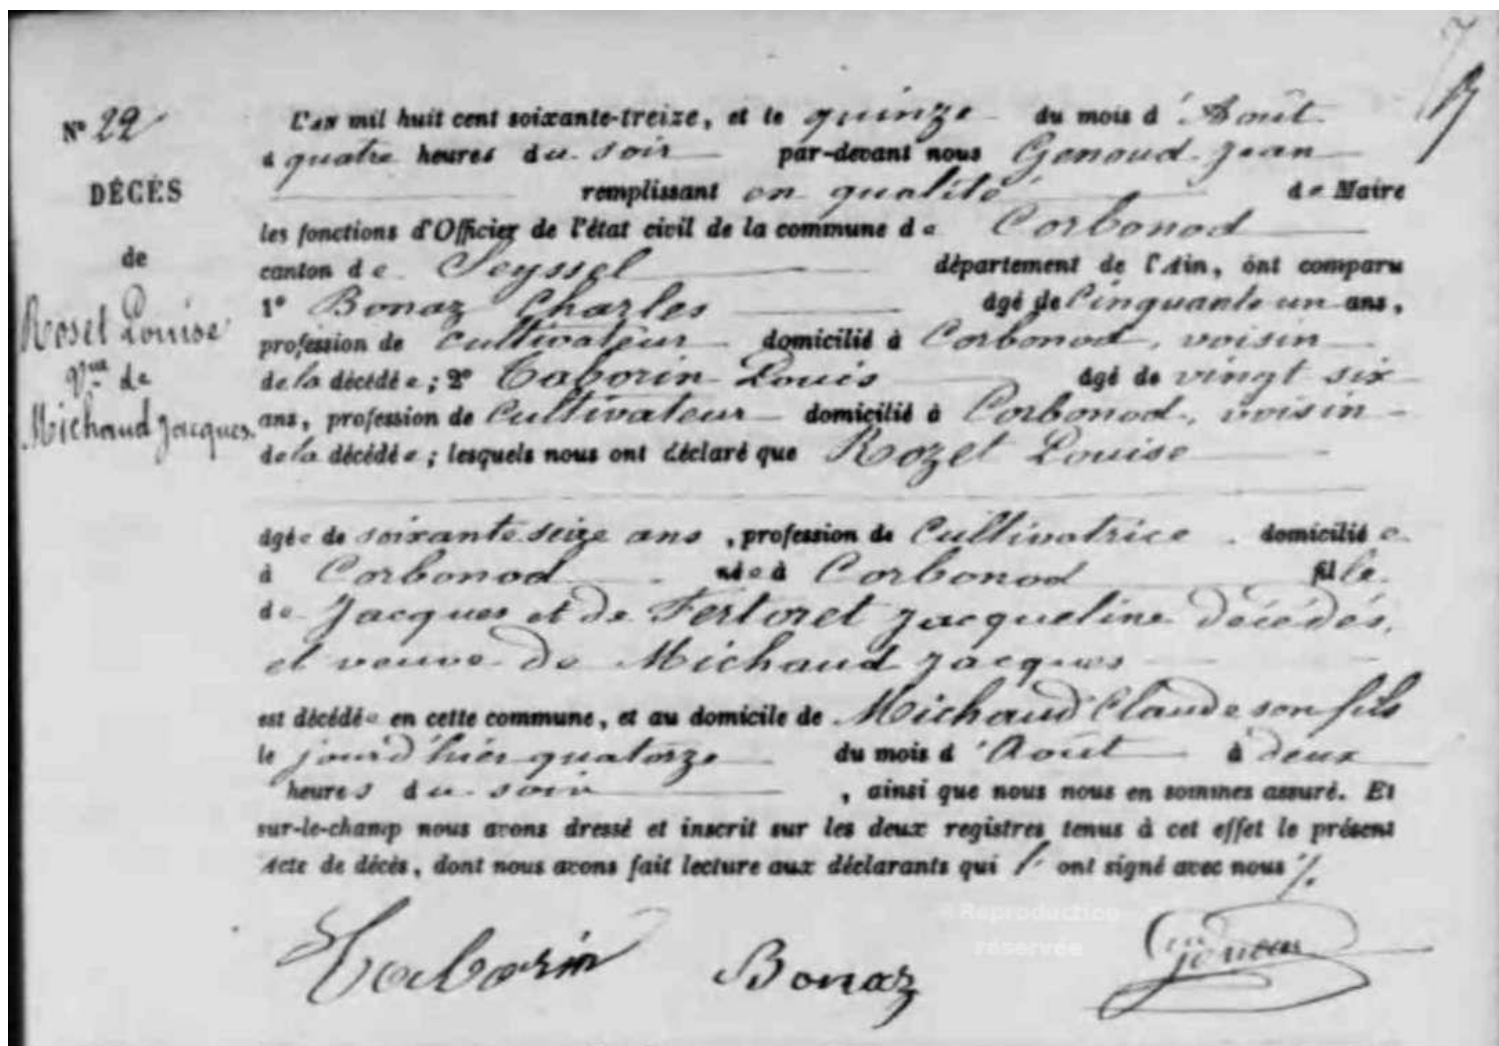 Nº 22
DÉCÈS
de
Roset Louise
Vve de
Michaud Jacques.
L'an mil huit cent soixante-treize, et le quinze du mois d'Août
à quatre heures du soir par-devant nous Genoud Jean
remplissant en qualité de Maire
les fonctions d'Officier de l'état civil de la commune de Corbonod
canton de Seyssel département de l'Ain, ont comparu
1º Bonaz Charles âgé de Cinquante un ans,
profession de Cultivateur domicilié à Corbonod, voisin
de la décédée; 2º Taborin Louis âgé de vingt six
ans, profession de Cultivateur domicilié à Corbonod, voisin
de la décédée; lesquels nous ont déclaré que Rozet Louise
âgée de soixante seize ans, profession de Cultivatrice domiciliée
à Corbonod née à Corbonod fille
de Jacques et de Fertoret Jacqueline décédés,
et veuve de Michaud Jacques
est décédée en cette commune, et au domicile de Michaud Claude son fils
le jour d'hier quatorze du mois d'Août à deux
heures du soir, ainsi que nous nous en sommes assuré. Et
sur-le-champ nous avons dressé et inscrit sur les deux registres tenus à cet effet le présent
Acte de décès, dont nous avons fait lecture aux déclarants qui l'ont signé avec nous
Taborin Bonaz Genoud
Reproduction
réservée